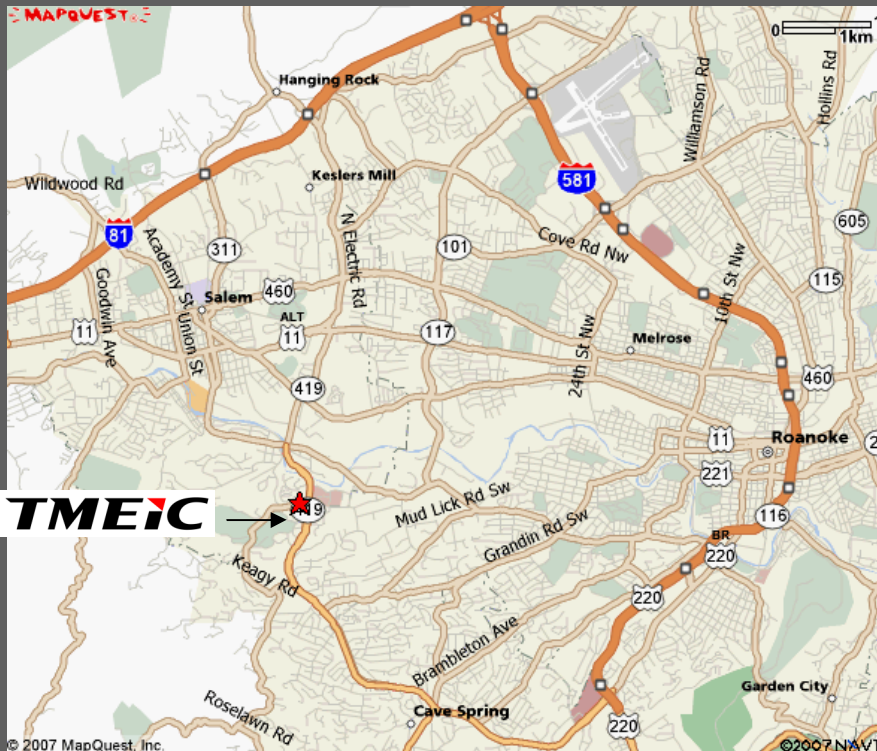 MAPQUEST
0
1km
Hanging Rock
Williamson Rd
Hollins Rd
Keslers Mill
Wildwood Rd
581
81
Academy St
N Electric Rd
605
311
101
Cove Rd Nw
Goodwin Ave
460
115
Salem
10th St Nw
11
ALT
11
117
Union St
24th St Nw
Melrose
419
460
11
Roanoke
221
TMEiC
419
Mud Lick Rd Sw
116
Grandin Rd Sw
BR
220
Keagy Rd
220
Brambleton Ave
Garden City
Roselawn Rd
Cave Spring
220
© 2007 MapQuest, Inc.